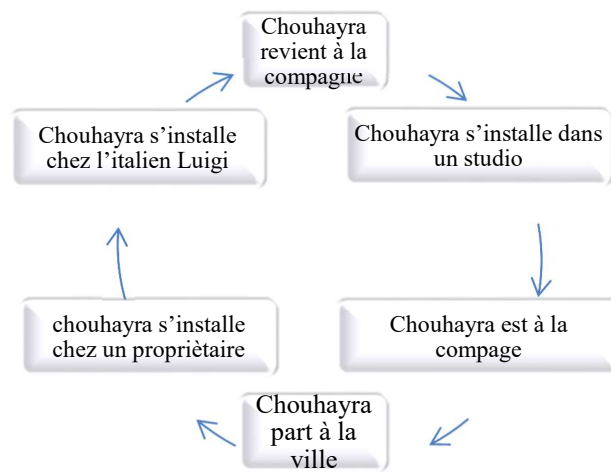 Chouhayra
revient à la
compagne
Chouhayra s’installe dans
un studio
Chouhayra est à la
compage
Chouhayra
part à la
ville
chouhayra s’installe
chez un propriètaire
Chouhayra s’installe
chez l’italien Luigi